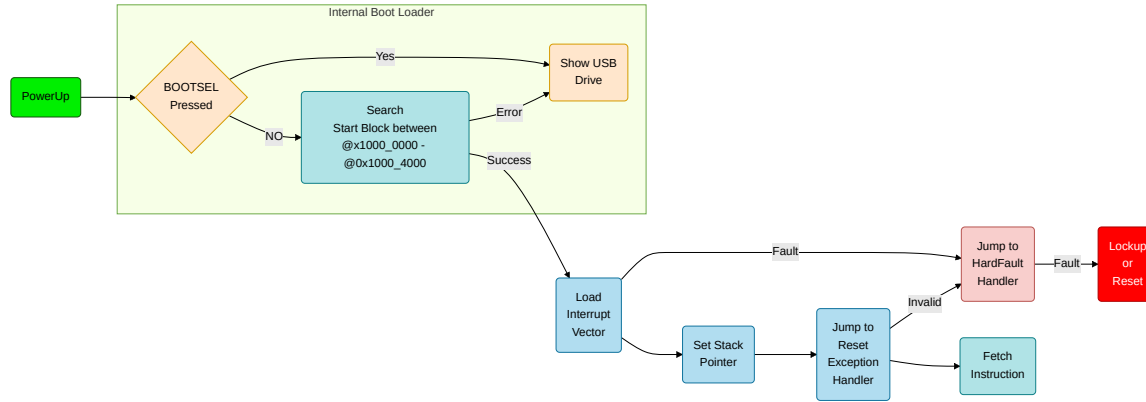 Internal Boot Loader
PowerUp
BOOTSEL
Pressed
Yes
NO
Show USB
Drive
Search
Start Block between
@x1000_0000 -
@0x1000_4000
Error
Success
Load
Interrupt
Vector
Fault
Set Stack
Pointer
Jump to
Reset
Exception
Handler
Invalid
Jump to
HardFault
Handler
Fault
Lockup
or
Reset
Fetch
Instruction